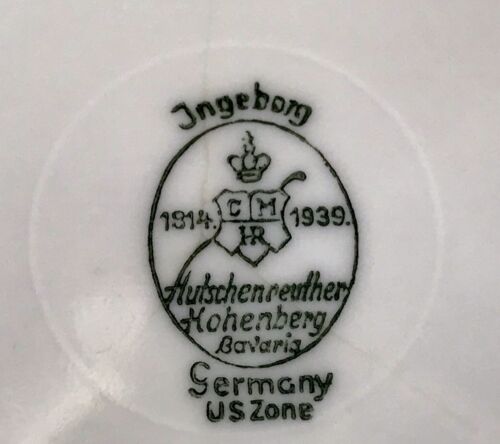 Ingeborg
1814. C M 1939.
HR
Hutschenreuther
Hohenberg
Bavaria
Germany
US Zone